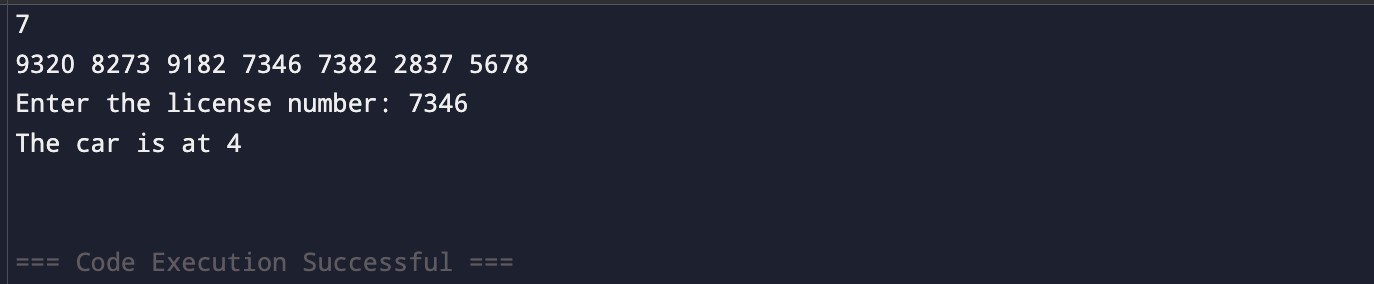 7
9320 8273 9182 7346 7382 2837 5678
Enter the license number: 7346
The car is at 4
=== Code Execution Successful ===